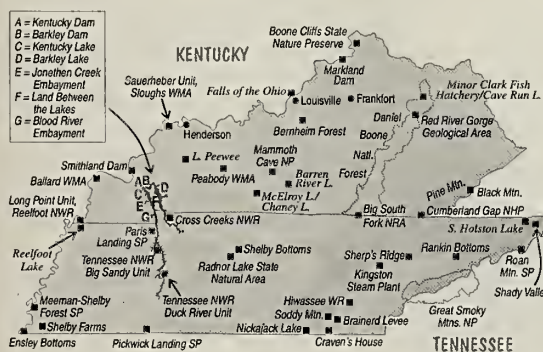 A = Kentucky Dam
B = Barkley Dam
C = Kentucky Lake
D = Barkley Lake
E = Jonethen Creek
Embayment
F = Land Between
the Lakes
G = Blood River
Embayment
KENTUCKY
Boone Cliffs State
Nature Preserve
Markland
Dam
Sauerheber Unit,
Sloughs WMA
Falls of the Ohio
Louisville
Frankfort
Minor Clark Fish
Hatchery/Cave Run L.
Henderson
Bernheim Forest
Daniel
Boone
Natl.
Forest
Red River Gorge
Geological Area
L. Peewee
Mammoth
Cave NP
Smithland Dam
Peabody WMA
Barren
River L.
Ballard WMA
A
B
C
D
E
F
G
McElroy L./
Chaney L.
Pine Mtn.
Black Mtn.
Long Point Unit,
Reelfoot NWR
Cross Creeks NWR
Big South
Fork NRA
Cumberland Gap NHP
S. Holston Lake
Reelfoot
Lake
Paris
Landing SP
Shelby Bottoms
Tennessee NWR
Big Sandy Unit
Radnor Lake State
Natural Area
Sherp's Ridge
Rankin Bottoms
Roan
Mtn. SP
Kingston
Steam Plant
Shady Valle
Meeman-Shelby
Forest SP
Tennessee NWR
Duck River Unit
Hiwassee WR
Great Smoky
Mtns. NP
Soddy Mtn.
Shelby Farms
Brainerd Levee
Nickajack Lake
Ensley Bottoms
Pickwick Landing SP
Craven's House
TENNESSEE